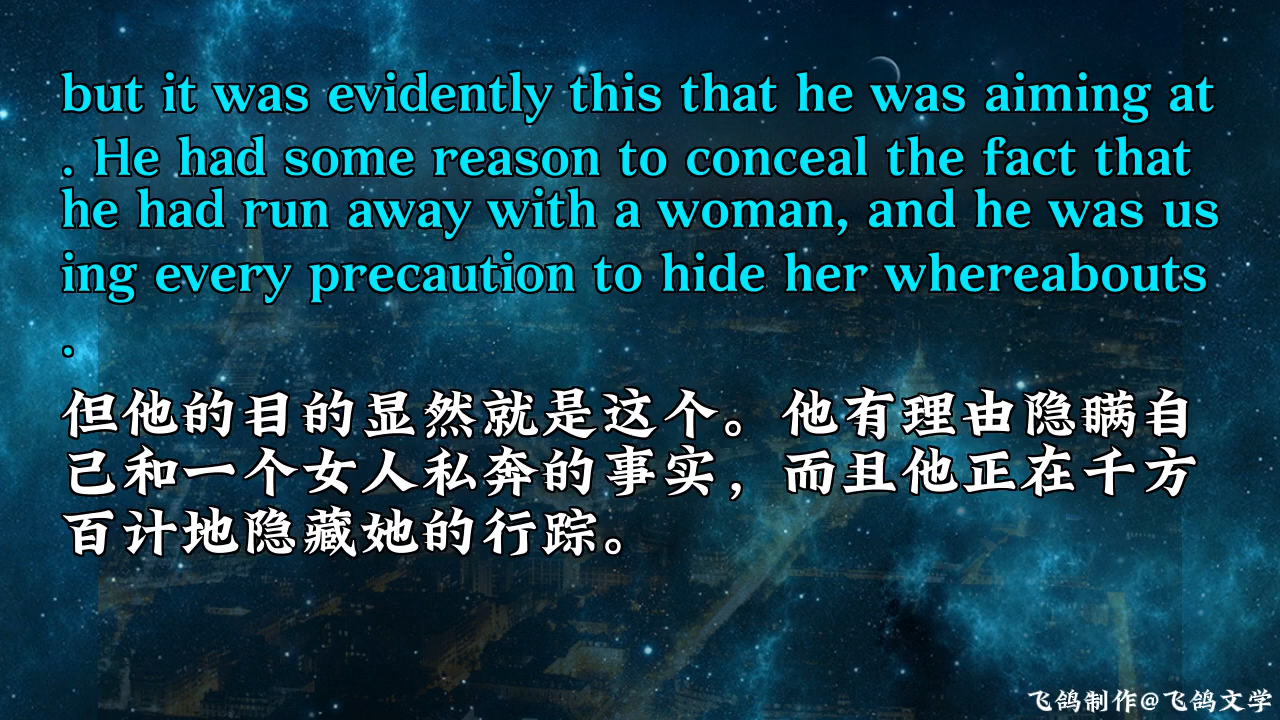 but it was evidently this that he was aiming at
. He had some reason to conceal the fact that
he had run away with a woman, and he was us
ing every precaution to hide her whereabouts
.
但他的目的显然就是这个。他有理由隐瞒自
己和一个女人私奔的事实，而且他正在千方
百计地隐藏她的行踪。
飞鸽制作@飞鸽文学